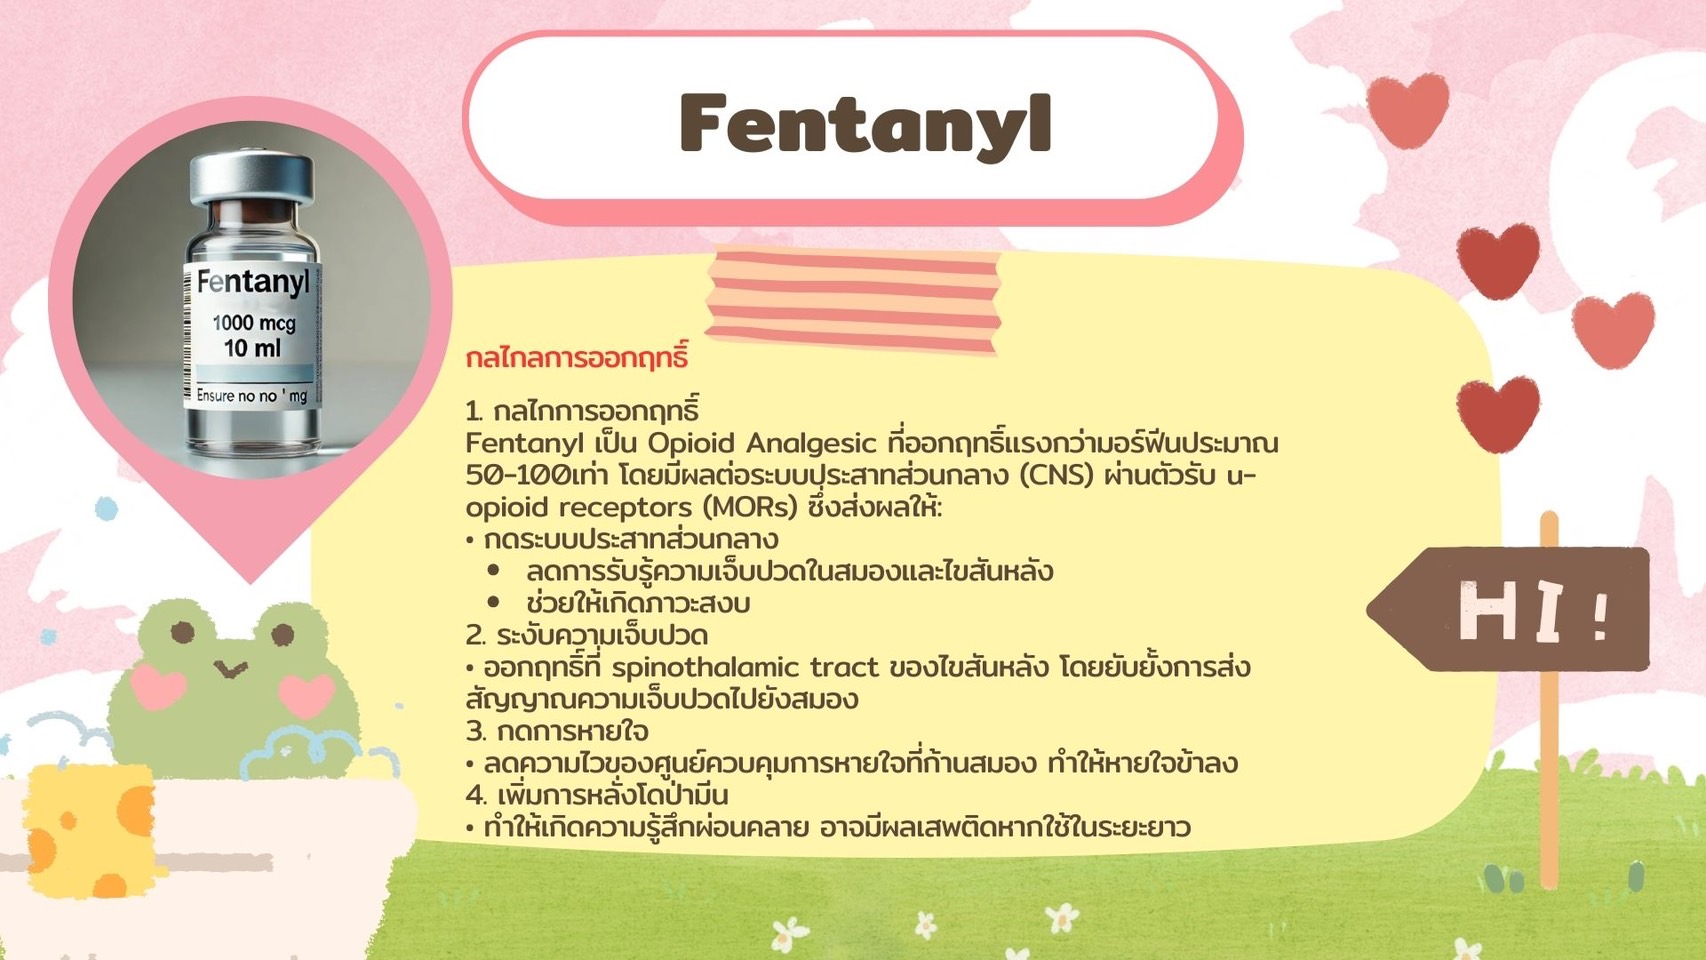 Fentanyl
Fentanyl
1000 mcg
10 ml
Ensure no no ' mg
กลไกลการออกฤทธิ์
1. กลไกการออกฤทธิ์
Fentanyl เป็น Opioid Analgesic ที่ออกฤทธิ์แรงกว่ามอร์ฟีนประมาณ
50-100เท่า โดยมีผลต่อระบบประสาทส่วนกลาง (CNS) ผ่านตัวรับ u-
opioid receptors (MORs) ซึ่งส่งผลให้:
• กดระบบประสาทส่วนกลาง
• ลดการรับรู้ความเจ็บปวดในสมองและไขสันหลัง
• ช่วยให้เกิดภาวะสงบ
2. ระงับความเจ็บปวด
• ออกฤทธิ์ที่ spinothalamic tract ของไขสันหลัง โดยยับยั้งการส่ง
สัญญาณความเจ็บปวดไปยังสมอง
3. กดการหายใจ
• ลดความไวของศูนย์ควบคุมการหายใจที่ก้านสมอง ทำให้หายใจข้าลง
4. เพิ่มการหลั่งโดป่ามีน
• ทำให้เกิดความรู้สึกผ่อนคลาย อาจมีผลเสพติดหากใช้ในระยะยาว
HI!